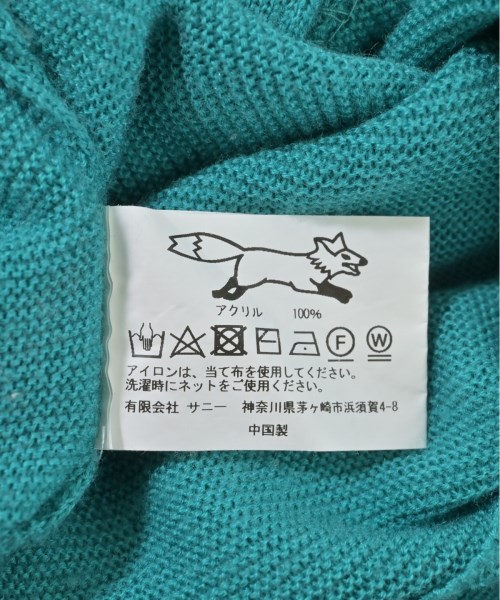 アクリル 100%
F W
アイロンは、当て布を使用してください。
洗濯時にネットをご使用ください。
有限会社 サニー 神奈川県茅ヶ崎市浜須賀4-8
中国製